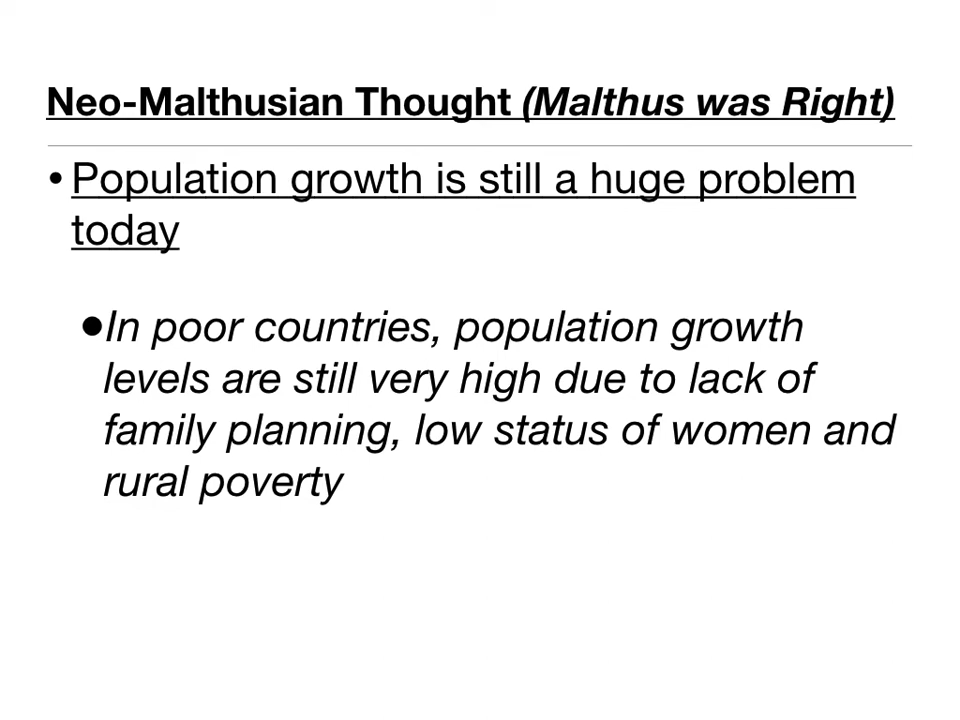 Neo-Malthusian Thought (Malthus was Right)
• Population growth is still a huge problem
today
●In poor countries, population growth
levels are still very high due to lack of
family planning, low status of women and
rural poverty